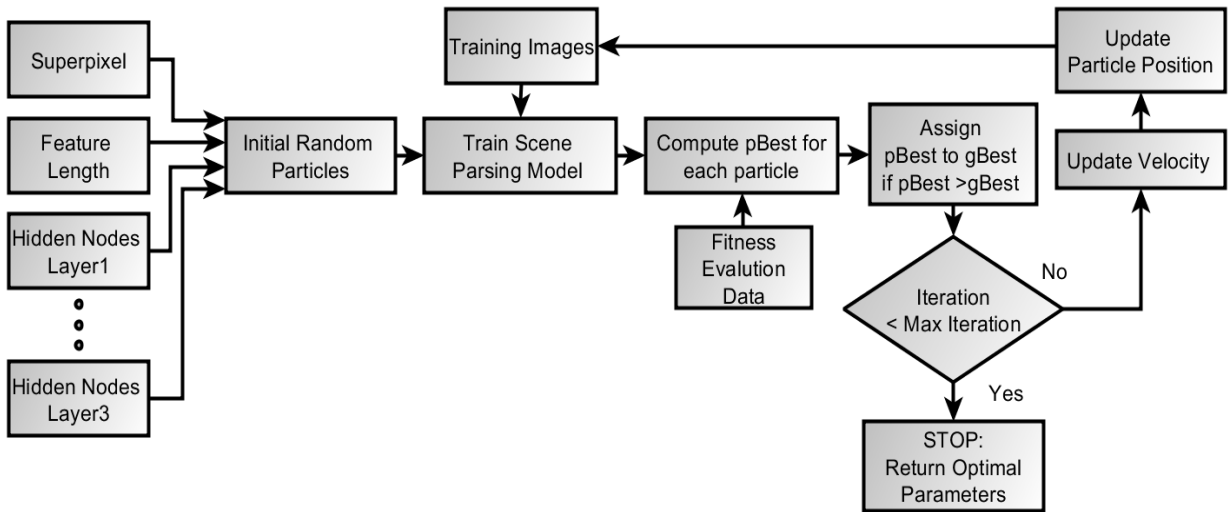 Superpixel
Feature
Length
Hidden Nodes
Layer1
Hidden Nodes
Layer3
Initial Random
Particles
Training Images
Train Scene
Parsing Model
Compute pBest for
each particle
Fitness
Evalution
Data
Assign
pBest to gBest
if pBest >gBest
Iteration
< Max Iteration
No
Yes
STOP:
Return Optimal
Parameters
Update Velocity
Update
Particle Position